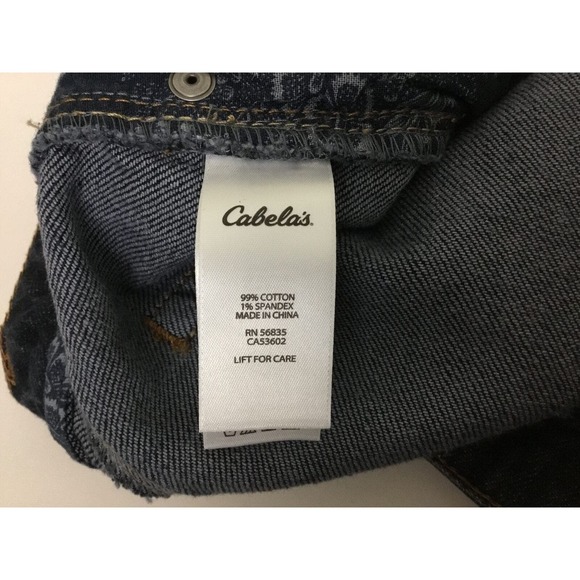 Cabela's.
99% COTTON
1% SPANDEX
MADE IN CHINA
RN 56835
CA53602
LIFT FOR CARE